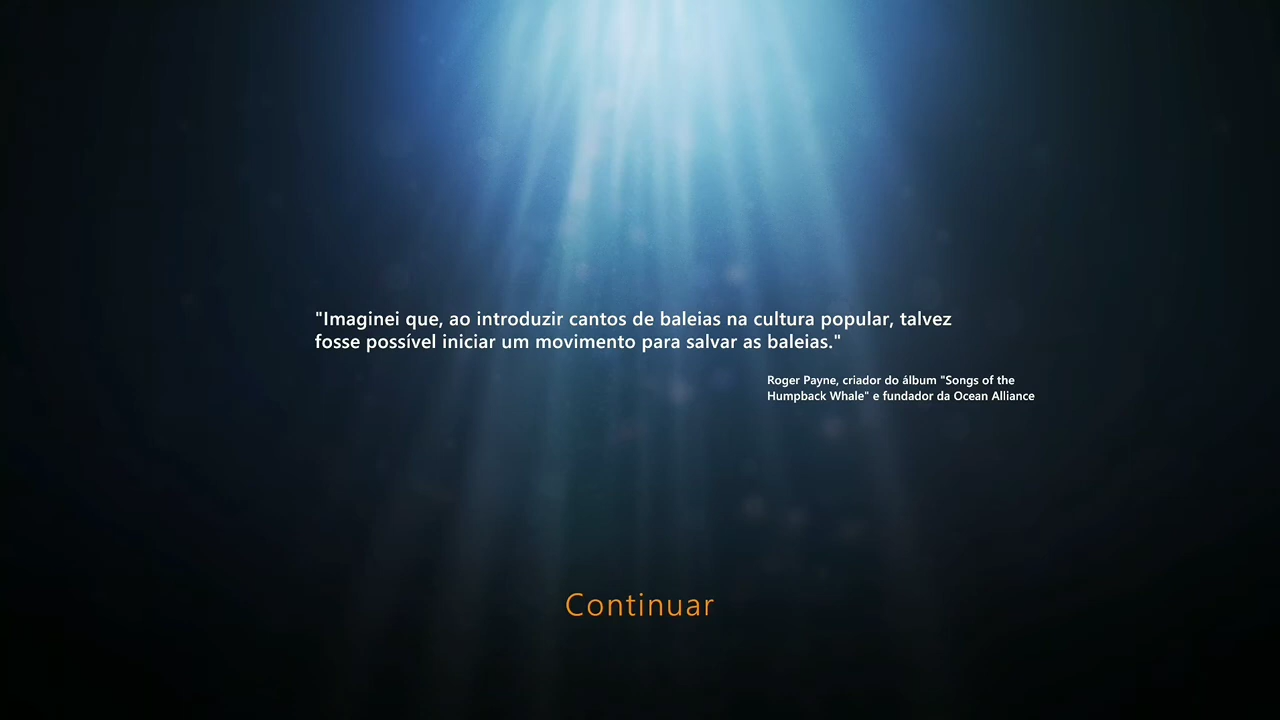 "Imaginei que, ao introduzir cantos de baleias na cultura popular, talvez
fosse possível iniciar um movimento para salvar as baleias."
Roger Payne, criador do álbum "Songs of the
Humpback Whale" e fundador da Ocean Alliance
Continuar